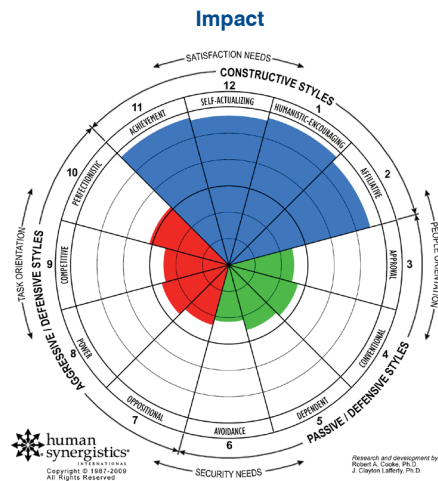 Impact
SATISFACTION NEEDS
CONSTRUCTIVE STYLES
12
SELF-ACTUALIZING
1
HUMANISTIC-ENCOURAGING
2
AFFILIATIVE
PEOPLE ORIENTATION
3
APPROVAL
4
CONVENTIONAL
PASSIVE / DEFENSIVE STYLES
5
DEPENDENT
6
AVOIDANCE
SECURITY NEEDS
7
OPPOSITIONAL
8
POWER
AGGRESSIVE / DEFENSIVE STYLES
TASK ORIENTATION
9
COMPETITIVE
10
PERFECTIONISTIC
11
ACHIEVEMENT
human
synergistics
INTERNATIONAL
Copyright © 1987-2009
All Rights Reserved
Research and development by
Robert A. Cooke, Ph.D.
J. Clayton Lafferty, Ph.D.